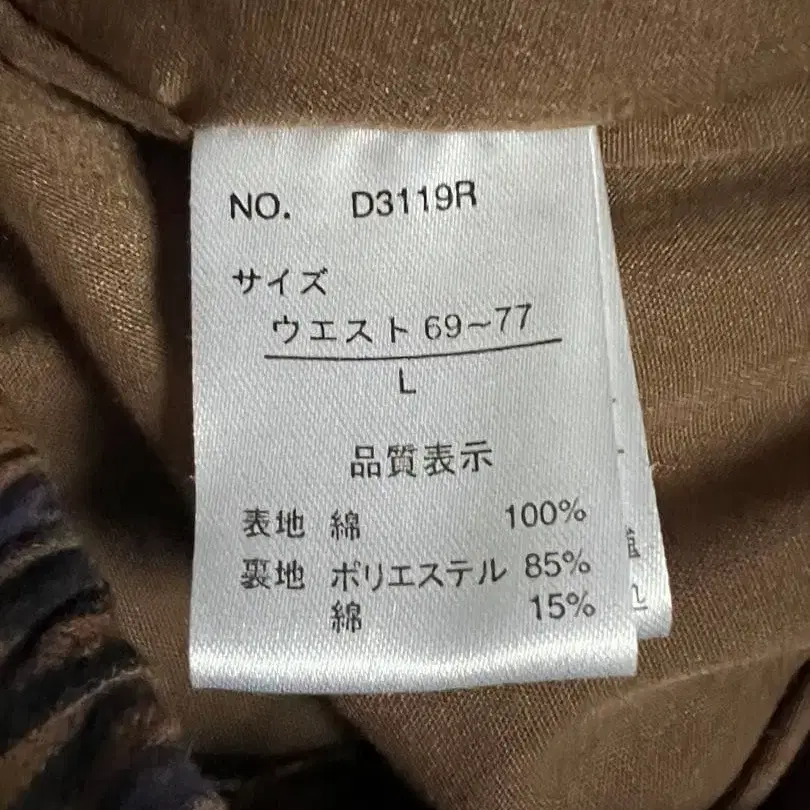 NO. D3119R
サイズ
ウエスト 69~77
L
品質表示
表地 綿 100%
裏地 ポリエステル 85%
綿 15%